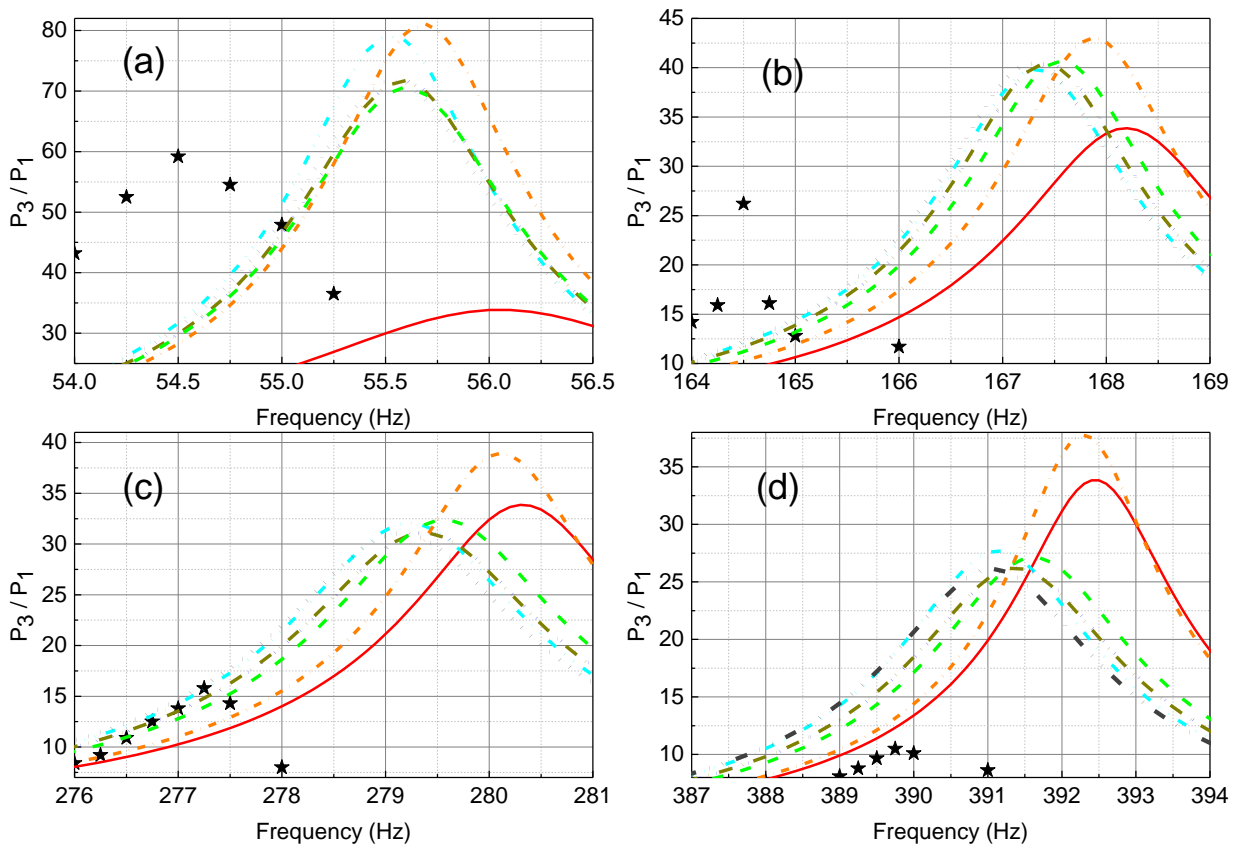 (a)
P3 / P1
80
70
60
50
40
30
54.0 54.5 55.0 55.5 56.0 56.5
Frequency (Hz)
(b)
P3 / P1
45
40
35
30
25
20
15
10
164 165 166 167 168 169
Frequency (Hz)
(c)
P3 / P1
40
35
30
25
20
15
10
276 277 278 279 280 281
Frequency (Hz)
(d)
P3 / P1
35
30
25
20
15
10
387 388 389 390 391 392 393 394
Frequency (Hz)